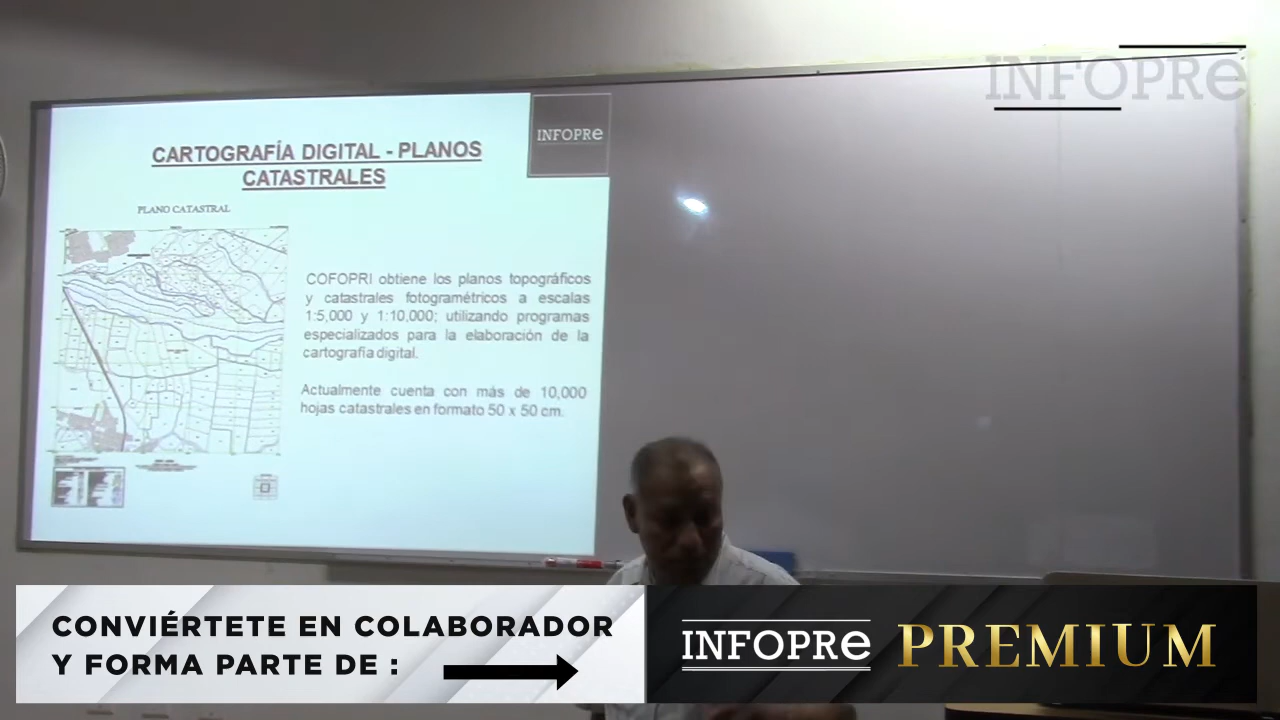 INFOPRe
INFOPRe
CARTOGRAFÍA DIGITAL - PLANOS
CATASTRALES
PLANO CATASTRAL
COFOPRI obtiene los planos topográficos
y catastrales fotogramétricos a escalas
1:5,000 y 1:10,000; utilizando programas
especializados para la elaboración de la
cartografía digital.
Actualmente cuenta con más de 10,000
hojas catastrales en formato 50 x 50 cm.
CONVIÉRTETE EN COLABORADOR
Y FORMA PARTE DE :
INFOPRe PREMIUM